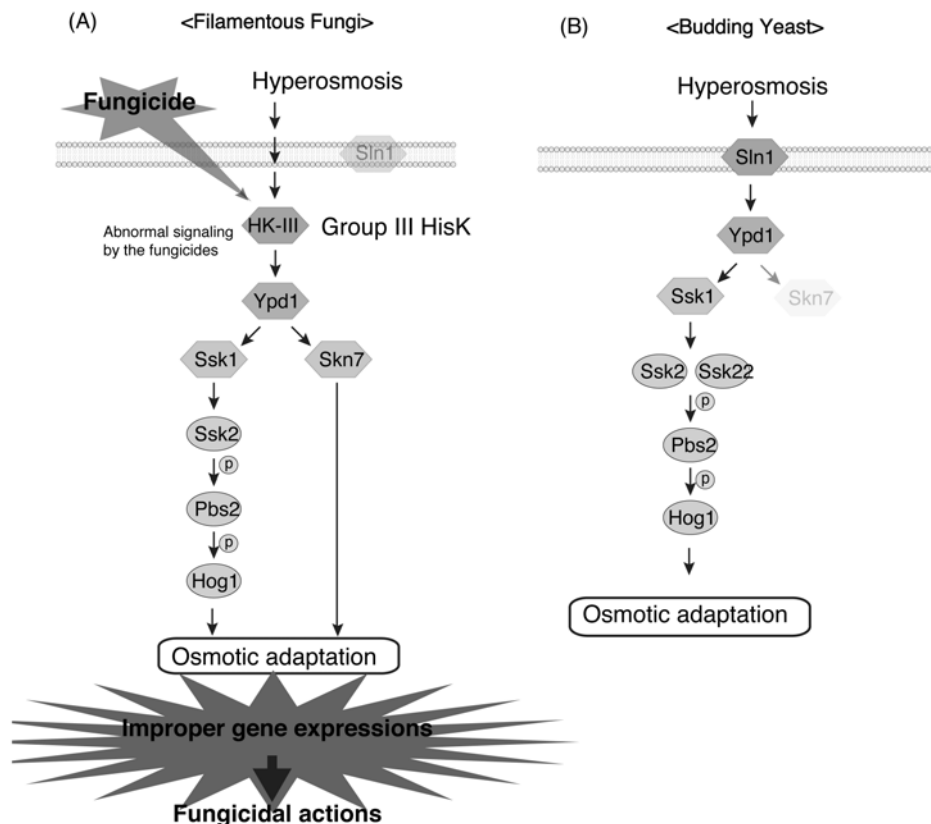 (A)
<Filamentous Fungi>
Hyperosmosis
Fungicide
Sln1
HK-III
Group III HisK
Abnormal signaling
by the fungicides
Ypd1
Ssk1
Skn7
Ssk2
p
Pbs2
p
Hog1
Osmotic adaptation
Improper gene expressions
Fungicidal actions
(B)
<Budding Yeast>
Hyperosmosis
Sln1
Ypd1
Ssk1
Skn7
Ssk2 Ssk22
p
Pbs2
p
Hog1
Osmotic adaptation